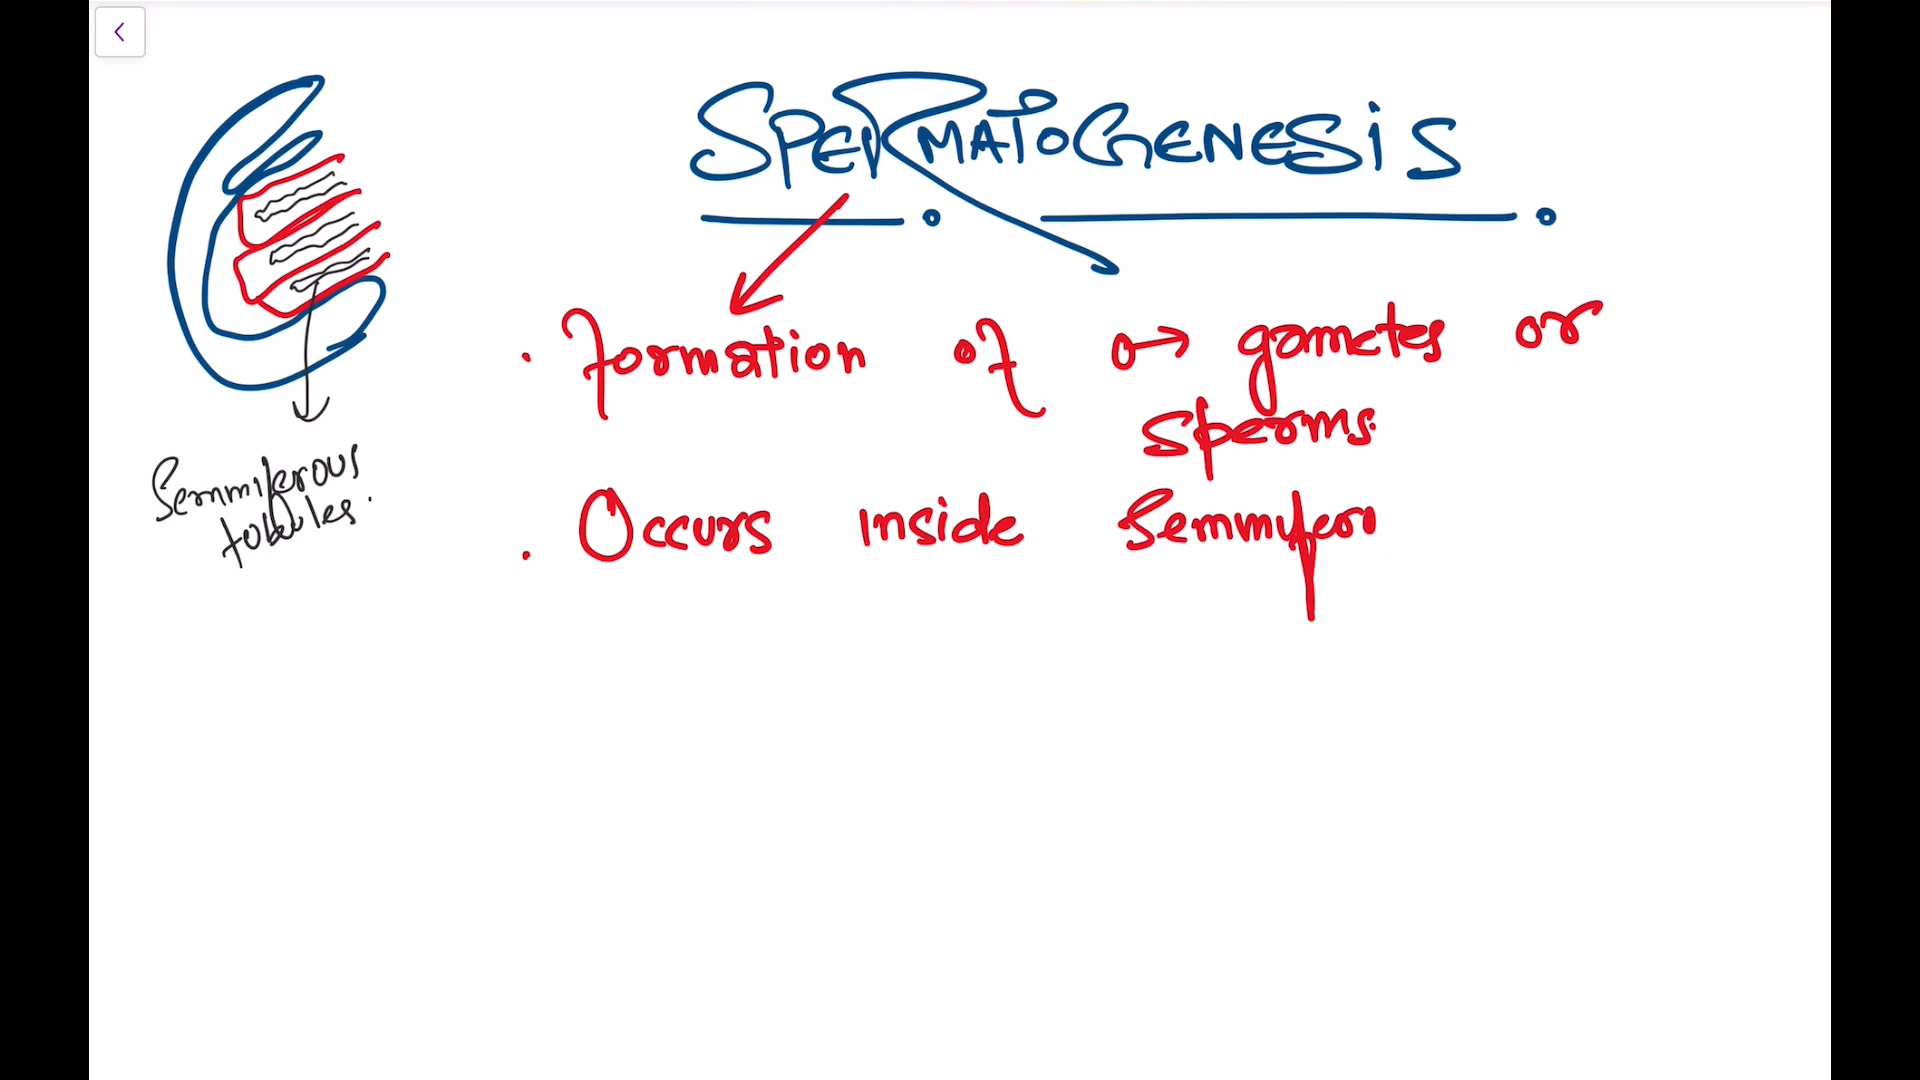 SPERMATOGENESIS
. Formation of o→ gametes or
sperms.
. Occurs inside Semmifero
Semmiferous
tobules.